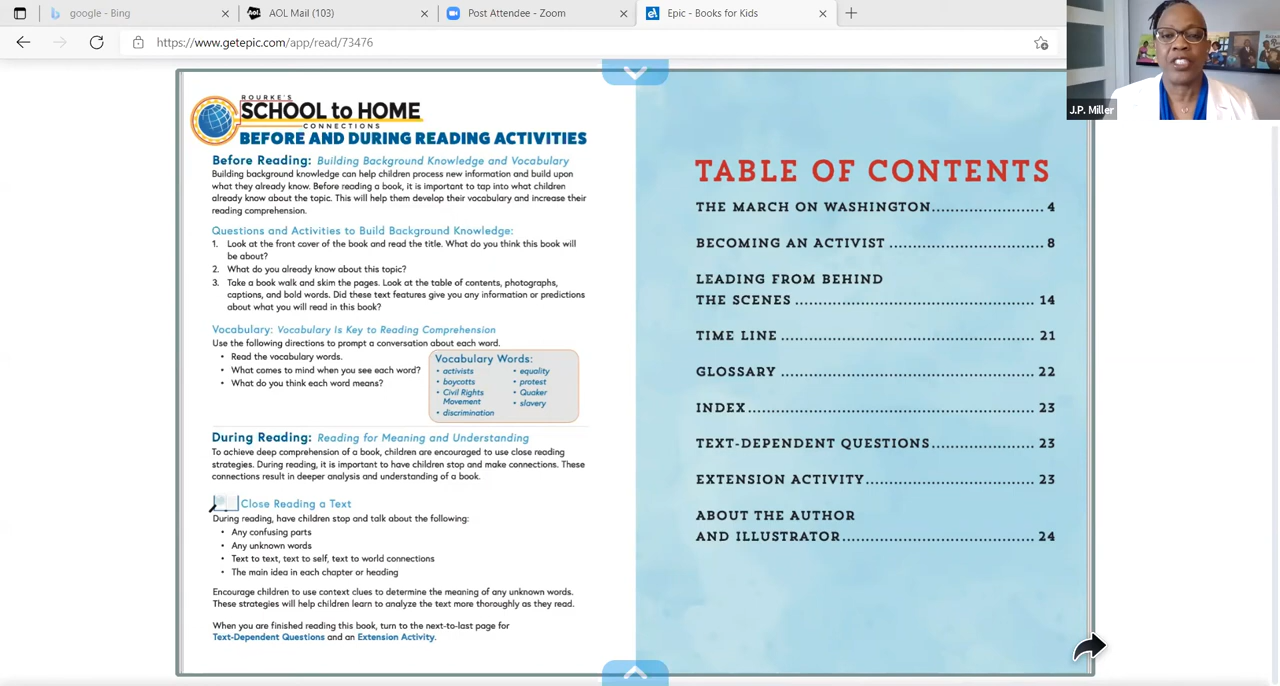 google - Bing
AOL Mail (103)
Post Attendee - Zoom
Epic - Books for Kids
https://www.getepic.com/app/read/73476
J.P. Miller
ROURKE'S
SCHOOL to HOME
CONNECTIONS
BEFORE AND DURING READING ACTIVITIES
Before Reading: Building Background Knowledge and Vocabulary
Building background knowledge can help children process new information and build upon
what they already know. Before reading a book, it is important to tap into what children
already know about the topic. This will help them develop their vocabulary and increase their
reading comprehension.
Questions and Activities to Build Background Knowledge:
1. Look at the front cover of the book and read the title. What do you think this book will
be about?
2. What do you already know about this topic?
3. Take a book walk and skim the pages. Look at the table of contents, photographs,
captions, and bold words. Did these text features give you any information or predictions
about what you will read in this book?
Vocabulary: Vocabulary Is Key to Reading Comprehension
Use the following directions to prompt a conversation about each word.
• Read the vocabulary words.
• What comes to mind when you see each word?
• What do you think each word means?
Vocabulary Words:
• activists
• boycotts
• Civil Rights
Movement
• discrimination
• equality
• protest
• Quaker
• slavery
During Reading: Reading for Meaning and Understanding
To achieve deep comprehension of a book, children are encouraged to use close reading
strategies. During reading, it is important to have children stop and make connections. These
connections result in deeper analysis and understanding of a book.
Close Reading a Text
During reading, have children stop and talk about the following:
• Any confusing parts
• Any unknown words
• Text to text, text to self, text to world connections
• The main idea in each chapter or heading
Encourage children to use context clues to determine the meaning of any unknown words.
These strategies will help children learn to analyze the text more thoroughly as they read.
When you are finished reading this book, turn to the next-to-last page for
Text-Dependent Questions and an Extension Activity.
TABLE OF CONTENTS
THE MARCH ON WASHINGTON........................4
BECOMING AN ACTIVIST.................................8
LEADING FROM BEHIND
THE SCENES..................................................14
TIME LINE....................................................21
GLOSSARY....................................................22
INDEX..........................................................23
TEXT-DEPENDENT QUESTIONS.....................23
EXTENSION ACTIVITY...................................23
ABOUT THE AUTHOR
AND ILLUSTRATOR........................................24